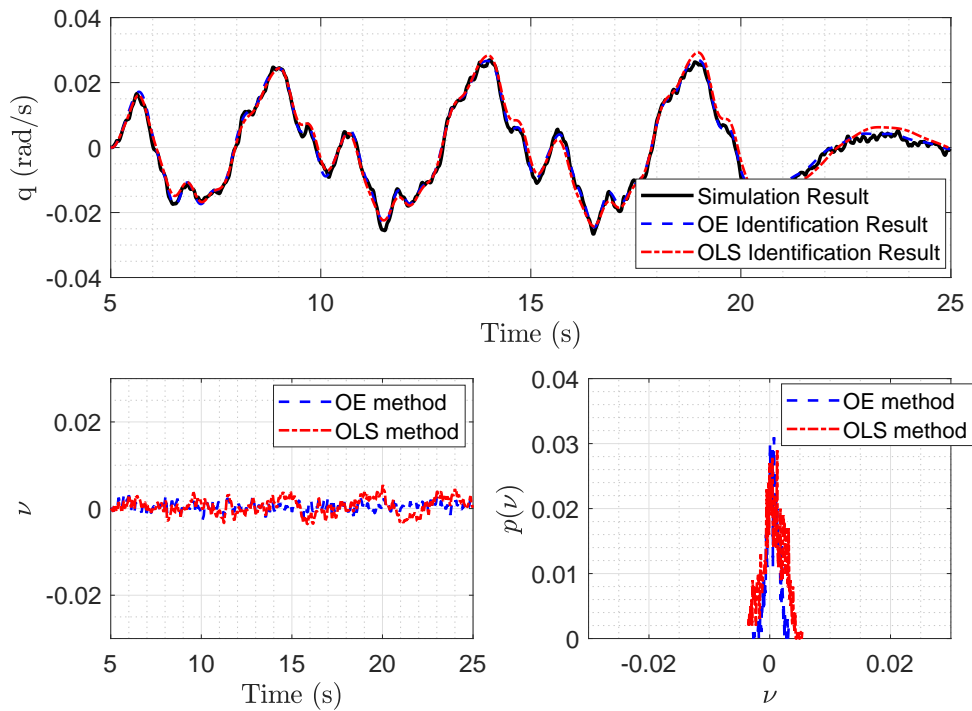 0.04
0.02
0
-0.02
-0.04
q (rad/s)
Simulation Result
OE Identification Result
OLS Identification Result
5 10 15 20 25
Time (s)
0.02
0
-0.02
ν
OE method
OLS method
5 10 15 20 25
Time (s)
0.04
0.03
0.02
0.01
0
p(ν)
OE method
OLS method
-0.02 0 0.02
ν